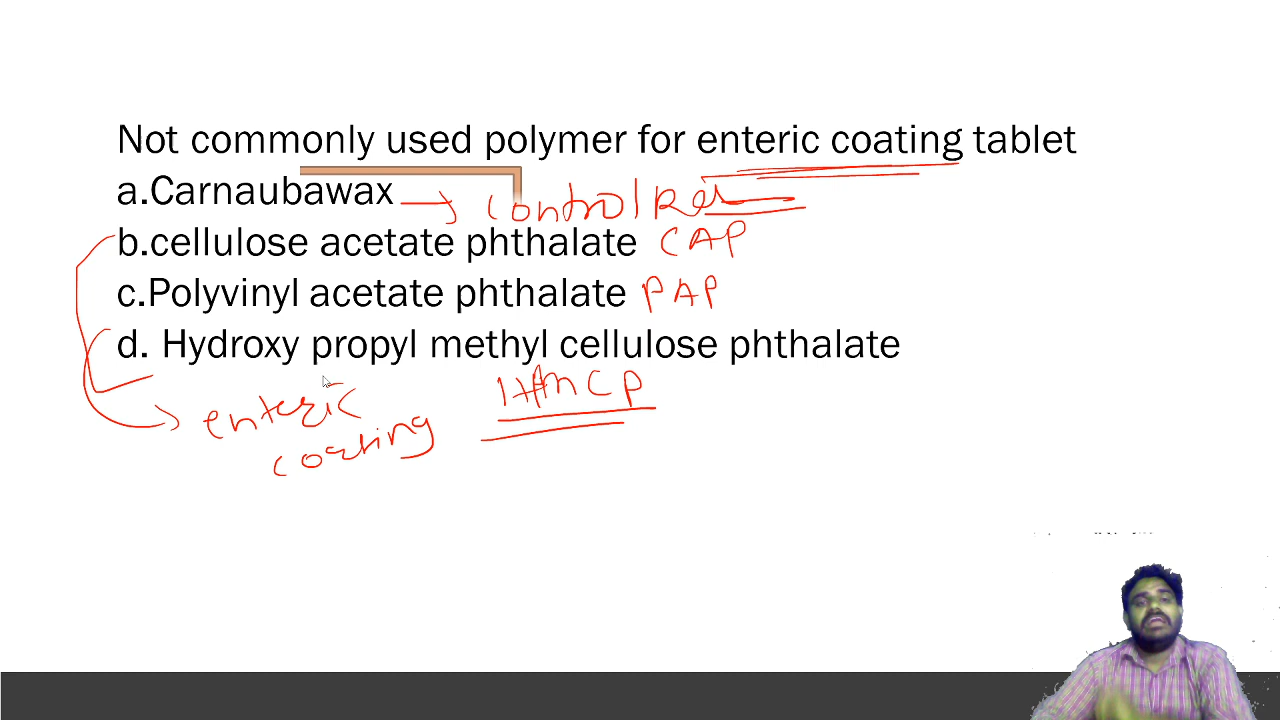 Not commonly used polymer for enteric coating tablet
a.Carnaubawax → control Res
b.cellulose acetate phthalate CAP
c.Polyvinyl acetate phthalate PAP
d. Hydroxy propyl methyl cellulose phthalate
enteric
coating
HPMCP